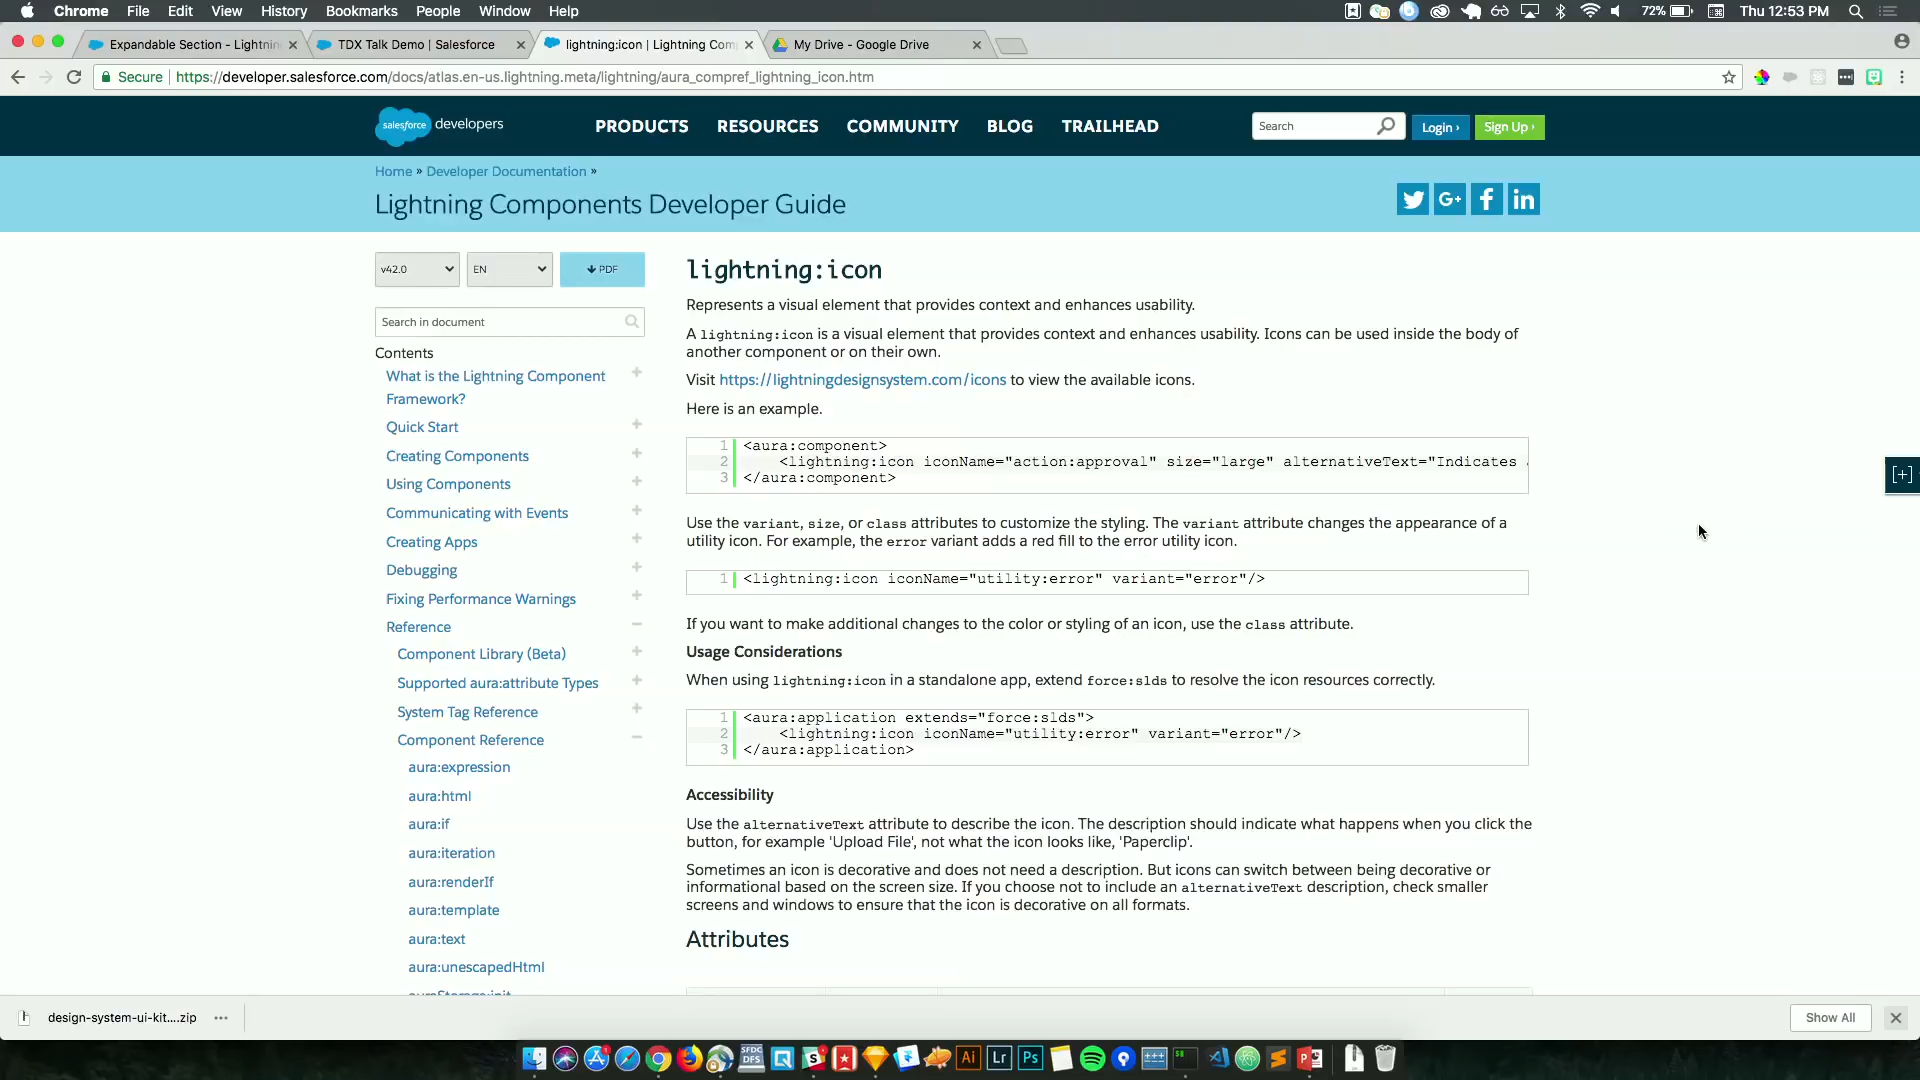 Chrome File Edit View History Bookmarks People Window Help
72% Thu 12:53 PM
Expandable Section - Lightnin
TDX Talk Demo | Salesforce
lightning:icon | Lightning Com
My Drive - Google Drive
Secure https://developer.salesforce.com/docs/atlas.en-us.lightning.meta/lightning/aura_compref_lightning_icon.htm
salesforce developers
PRODUCTS RESOURCES COMMUNITY BLOG TRAILHEAD
Search
Login ›
Sign Up ›
Home » Developer Documentation »
Lightning Components Developer Guide
G+ f in
v42.0
EN
PDF
Search in document
Contents
What is the Lightning Component
Framework?
Quick Start
Creating Components
Using Components
Communicating with Events
Creating Apps
Debugging
Fixing Performance Warnings
Reference
Component Library (Beta)
Supported aura:attribute Types
System Tag Reference
Component Reference
aura:expression
aura:html
aura:if
aura:iteration
aura:renderIf
aura:template
aura:text
aura:unescapedHtml
lightning:icon
Represents a visual element that provides context and enhances usability.
A lightning:icon is a visual element that provides context and enhances usability. Icons can be used inside the body of
another component or on their own.
Visit https://lightningdesignsystem.com/icons to view the available icons.
Here is an example.
1 <aura:component>
2 <lightning:icon iconName="action:approval" size="large" alternativeText="Indicates
3 </aura:component>
Use the variant, size, or class attributes to customize the styling. The variant attribute changes the appearance of a
utility icon. For example, the error variant adds a red fill to the error utility icon.
1 <lightning:icon iconName="utility:error" variant="error"/>
If you want to make additional changes to the color or styling of an icon, use the class attribute.
Usage Considerations
When using lightning:icon in a standalone app, extend force:slds to resolve the icon resources correctly.
1 <aura:application extends="force:slds">
2 <lightning:icon iconName="utility:error" variant="error"/>
3 </aura:application>
Accessibility
Use the alternativeText attribute to describe the icon. The description should indicate what happens when you click the
button, for example 'Upload File', not what the icon looks like, 'Paperclip'.
Sometimes an icon is decorative and does not need a description. But icons can switch between being decorative or
informational based on the screen size. If you choose not to include an alternativeText description, check smaller
screens and windows to ensure that the icon is decorative on all formats.
Attributes
[+]
design-system-ui-kit....zip
Show All
SFDC
DFS
Ai Lr Ps